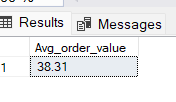 Results Messages
Avg_order_value
1 38.31